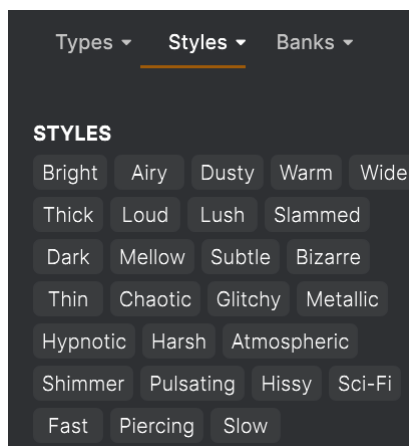 Types Styles Banks
STYLES
Bright Airy Dusty Warm Wide
Thick Loud Lush Slammed
Dark Mellow Subtle Bizarre
Thin Chaotic Glitchy Metallic
Hypnotic Harsh Atmospheric
Shimmer Pulsating Hissy Sci-Fi
Fast Piercing Slow